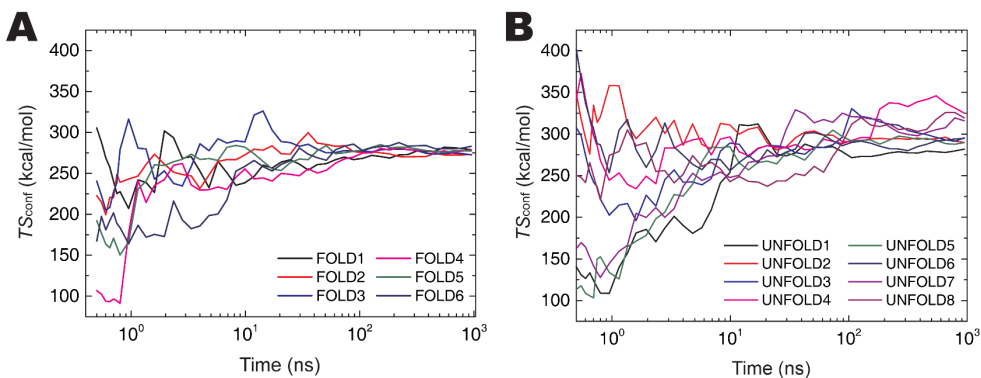 A
B
TSconf (kcal/mol)
400
350
300
250
200
150
100
FOLD1 FOLD4
FOLD2 FOLD5
FOLD3 FOLD6
10^0 10^1 10^2 10^3
Time (ns)
TSconf (kcal/mol)
400
350
300
250
200
150
100
UNFOLD1 UNFOLD5
UNFOLD2 UNFOLD6
UNFOLD3 UNFOLD7
UNFOLD4 UNFOLD8
10^0 10^1 10^2 10^3
Time (ns)